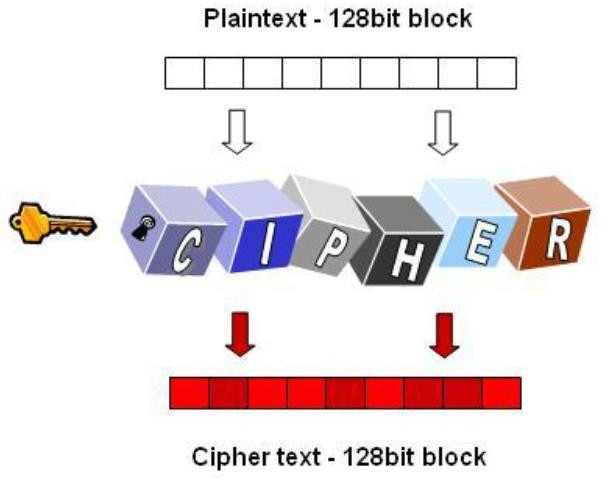 Plaintext - 128bit block
CIPHER
Cipher text - 128bit block